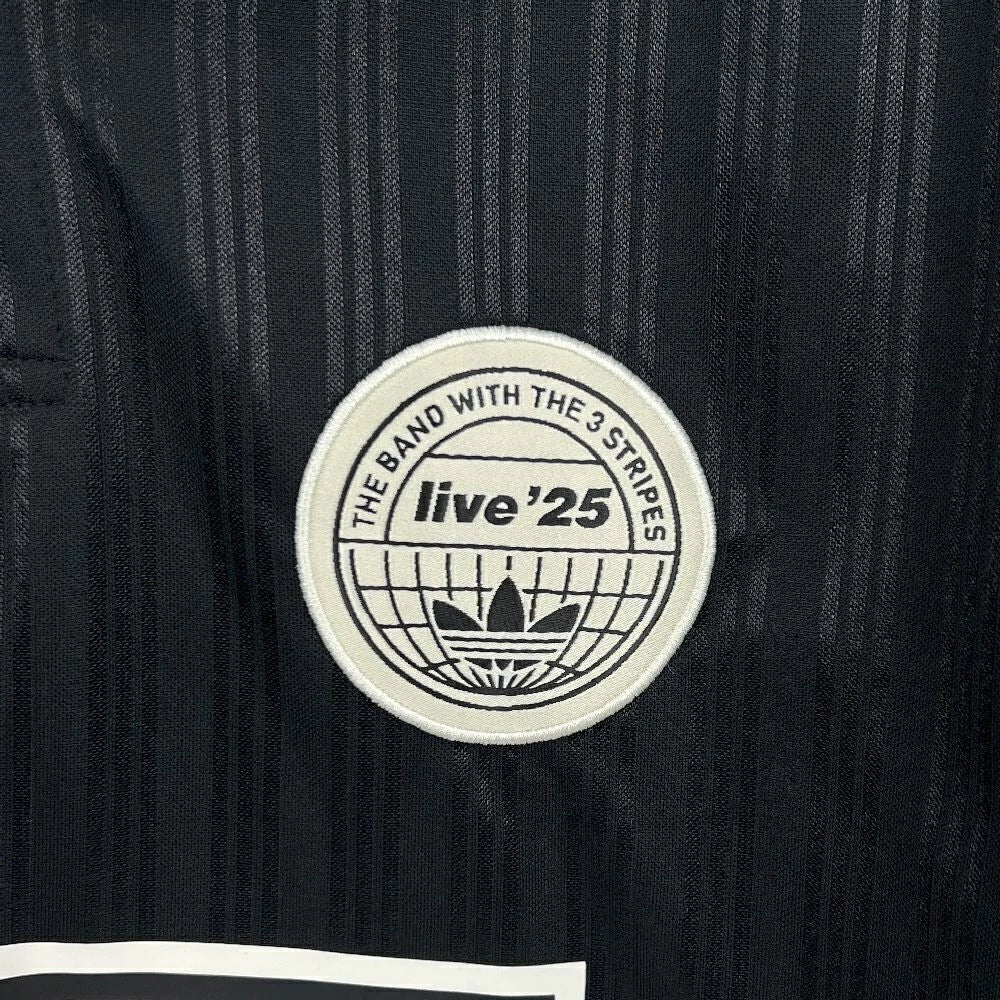 THE BAND WITH THE 3 STRIPES
live '25